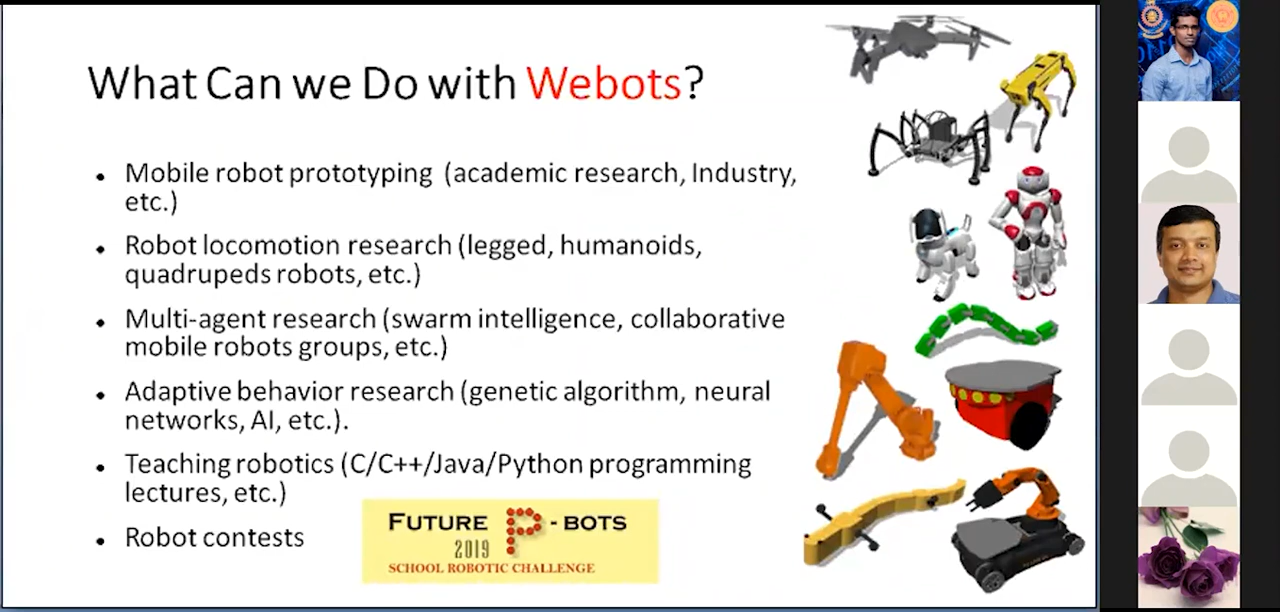 What Can we Do with Webots?
• Mobile robot prototyping (academic research, Industry,
etc.)
• Robot locomotion research (legged, humanoids,
quadrupeds robots, etc.)
• Multi-agent research (swarm intelligence, collaborative
mobile robots groups, etc.)
• Adaptive behavior research (genetic algorithm, neural
networks, AI, etc.).
• Teaching robotics (C/C++/Java/Python programming
lectures, etc.)
• Robot contests
FUTURE P - BOTS
2019
SCHOOL ROBOTIC CHALLENGE